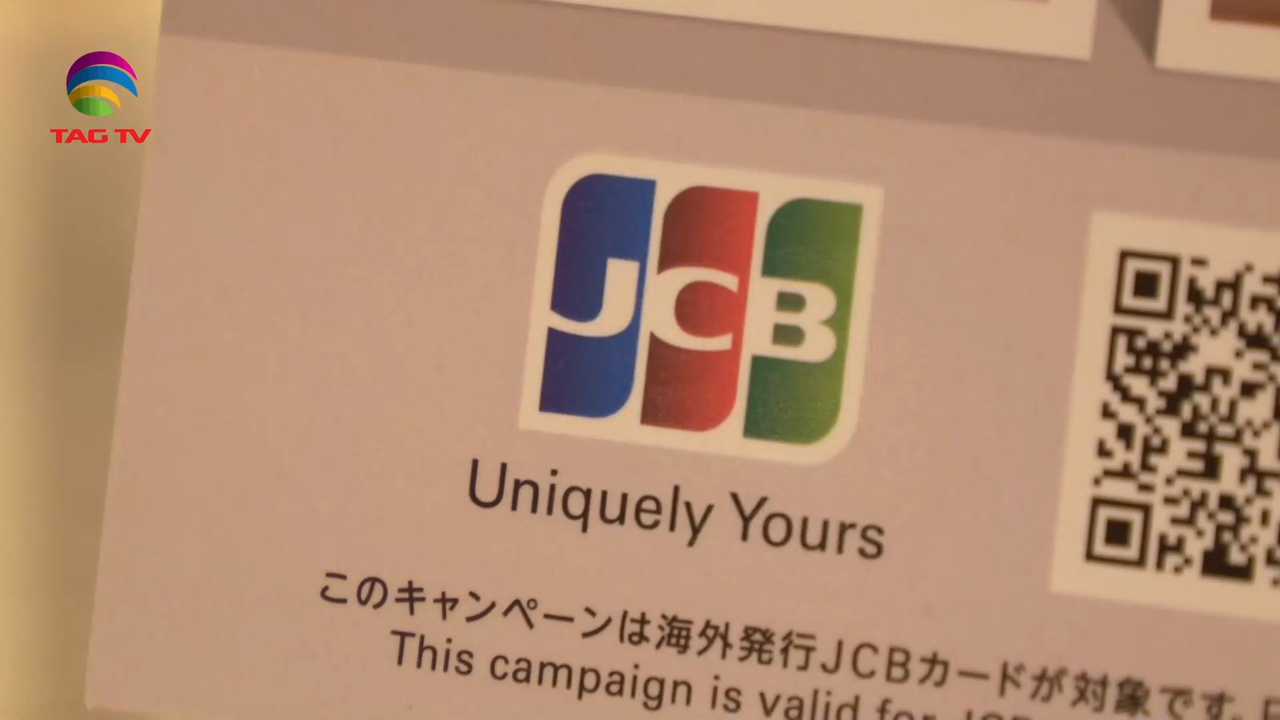 TAG TV
JCB
Uniquely Yours
このキャンペーンは海外発行JCBカードが対象です。
This campaign is valid for JCB